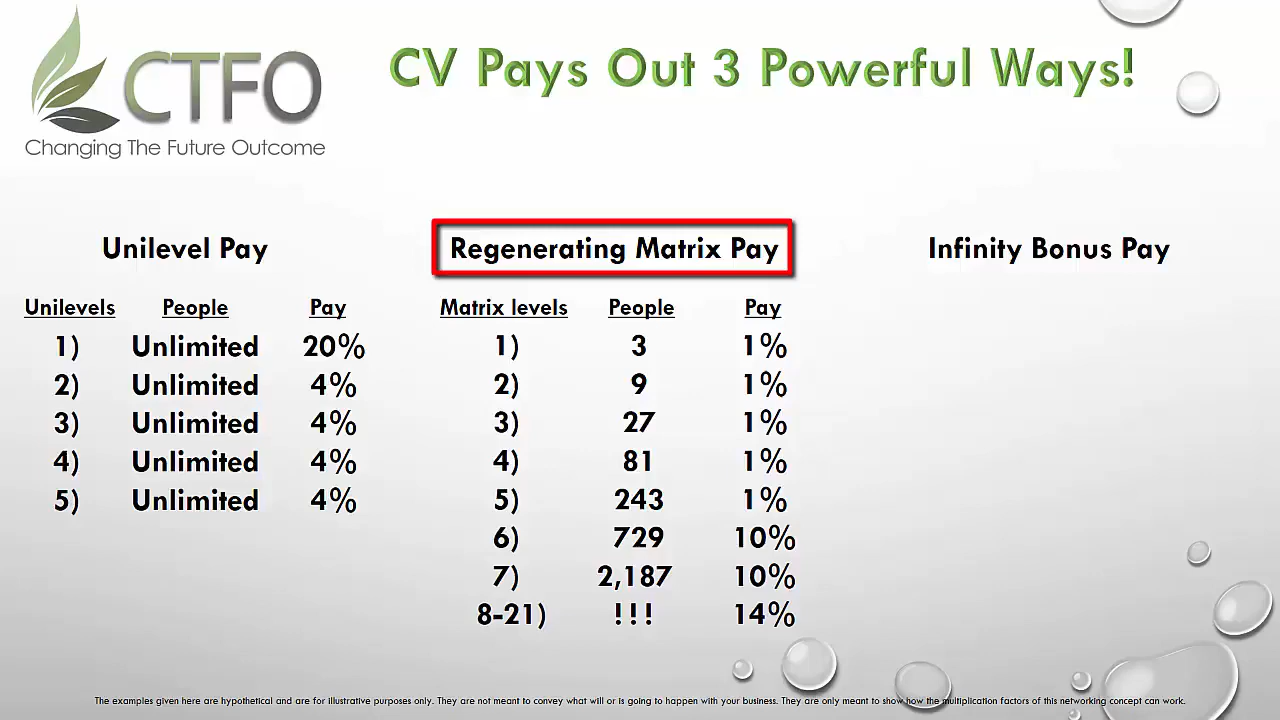 CTFO
Changing The Future Outcome
CV Pays Out 3 Powerful Ways!
Unilevel Pay
Unilevels People Pay
1) Unlimited 20%
2) Unlimited 4%
3) Unlimited 4%
4) Unlimited 4%
5) Unlimited 4%
Regenerating Matrix Pay
Matrix levels People Pay
1) 3 1%
2) 9 1%
3) 27 1%
4) 81 1%
5) 243 1%
6) 729 10%
7) 2,187 10%
8-21) !!! 14%
Infinity Bonus Pay
The examples given here are hypothetical and are for illustrative purposes only. They are not meant to convey what will or is going to happen with your business. They are only meant to show how the multiplication factors of this networking concept can work.